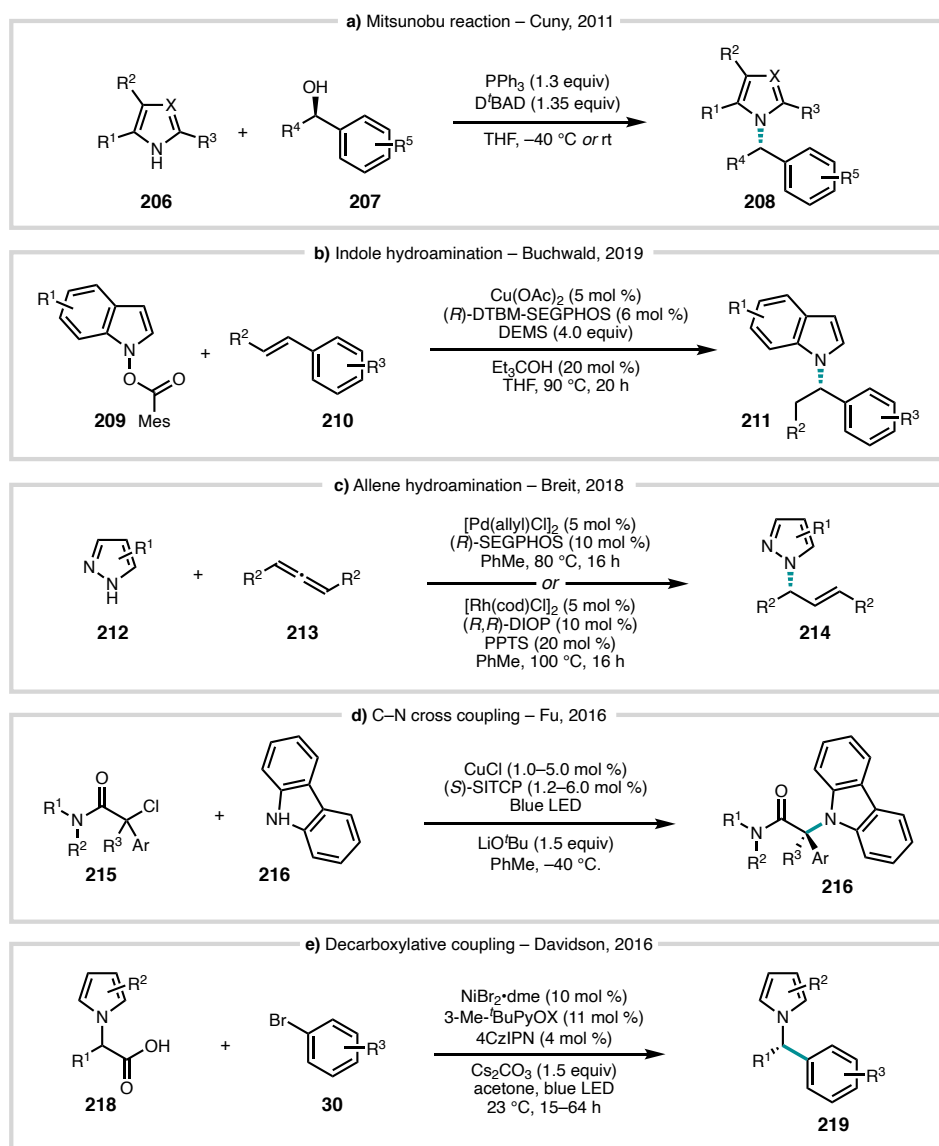 a) Mitsunobu reaction – Cuny, 2011
R²
X
R¹
N
H
R³
206
+
OH
R⁴
R⁵
207
PPh₃ (1.3 equiv)
DᵗBAD (1.35 equiv)
THF, –40 °C or rt
R²
X
R¹
N
R³
R⁴
R⁵
208
b) Indole hydroamination – Buchwald, 2019
R¹
N
O
O
Mes
209
+
R²
R³
210
Cu(OAc)₂ (5 mol %)
(R)-DTBM-SEGPHOS (6 mol %)
DEMS (4.0 equiv)
Et₃COH (20 mol %)
THF, 90 °C, 20 h
R¹
N
R²
R³
211
c) Allene hydroamination – Breit, 2018
R¹
N
N
H
212
+
R²
R²
213
[Pd(allyl)Cl]₂ (5 mol %)
(R)-SEGPHOS (10 mol %)
PhMe, 80 °C, 16 h
or
[Rh(cod)Cl]₂ (5 mol %)
(R,R)-DIOP (10 mol %)
PPTS (20 mol %)
PhMe, 100 °C, 16 h
R¹
N
N
R²
R²
214
d) C–N cross coupling – Fu, 2016
O
Cl
R¹
N
R²
R³
Ar
215
+
HN
216
CuCl (1.0–5.0 mol %)
(S)-SITCP (1.2–6.0 mol %)
Blue LED
LiOᵗBu (1.5 equiv)
PhMe, –40 °C.
O
N
R¹
N
R²
R³
Ar
216
e) Decarboxylative coupling – Davidson, 2016
R²
N
OH
R¹
O
218
+
Br
R³
30
NiBr₂•dme (10 mol %)
3-Me-ᵗBuPyOX (11 mol %)
4CzIPN (4 mol %)
Cs₂CO₃ (1.5 equiv)
acetone, blue LED
23 °C, 15–64 h
R²
N
R¹
R³
219